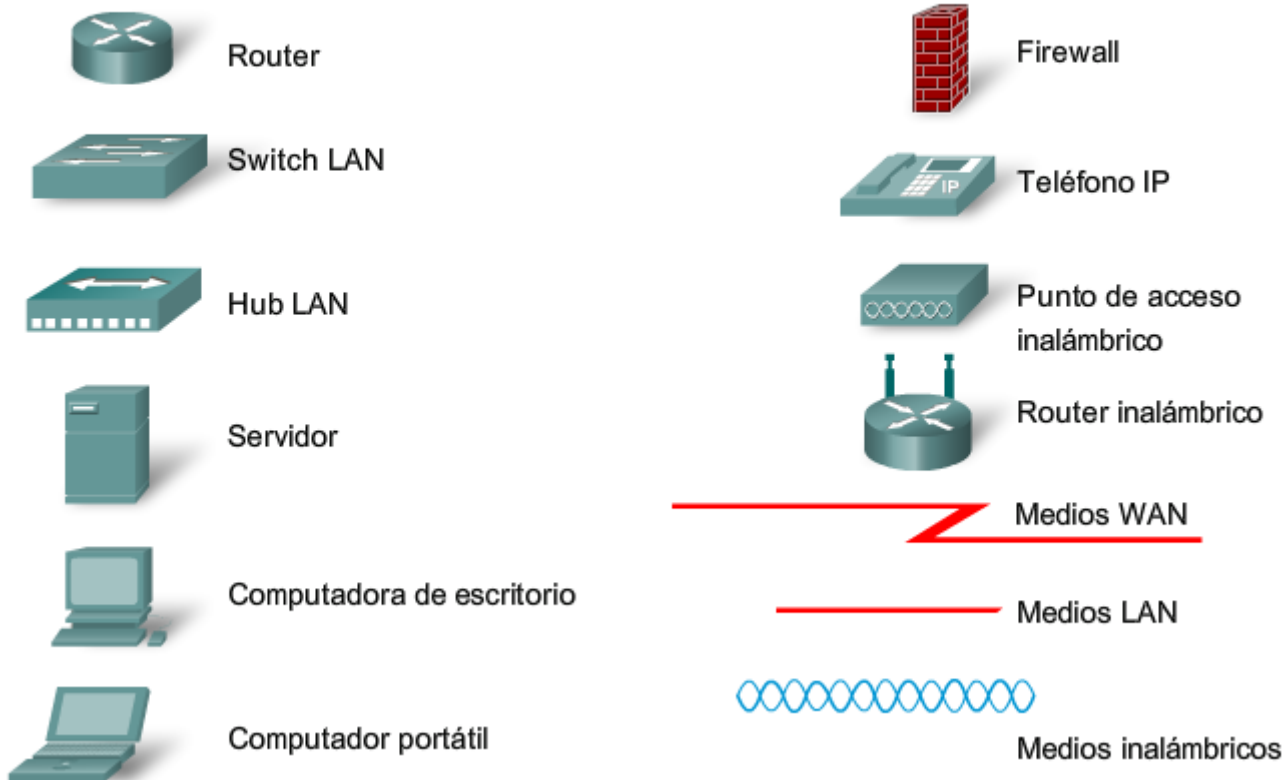 Router
Switch LAN
Hub LAN
Servidor
Computadora de escritorio
Computador portátil
Firewall
IP
Teléfono IP
Punto de acceso
inalámbrico
Router inalámbrico
Medios WAN
Medios LAN
Medios inalámbricos